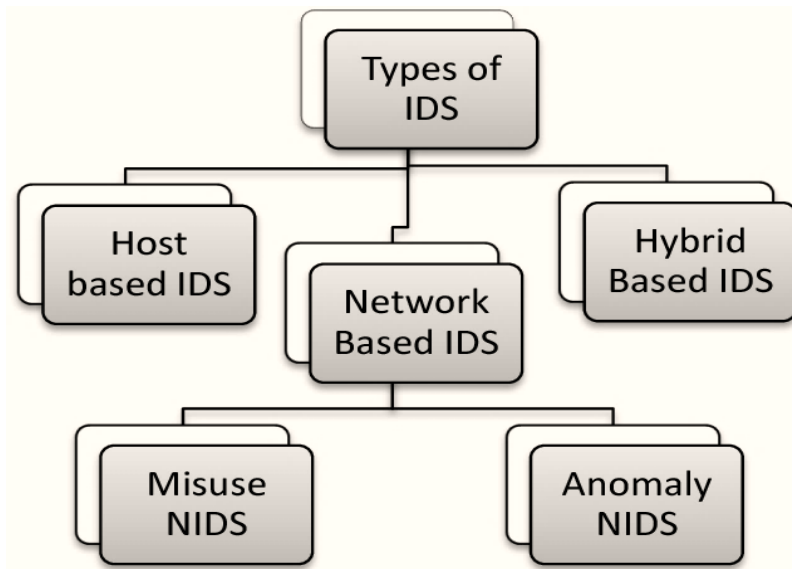 Types of
IDS
Host
based IDS
Network
Based IDS
Hybrid
Based IDS
Misuse
NIDS
Anomaly
NIDS